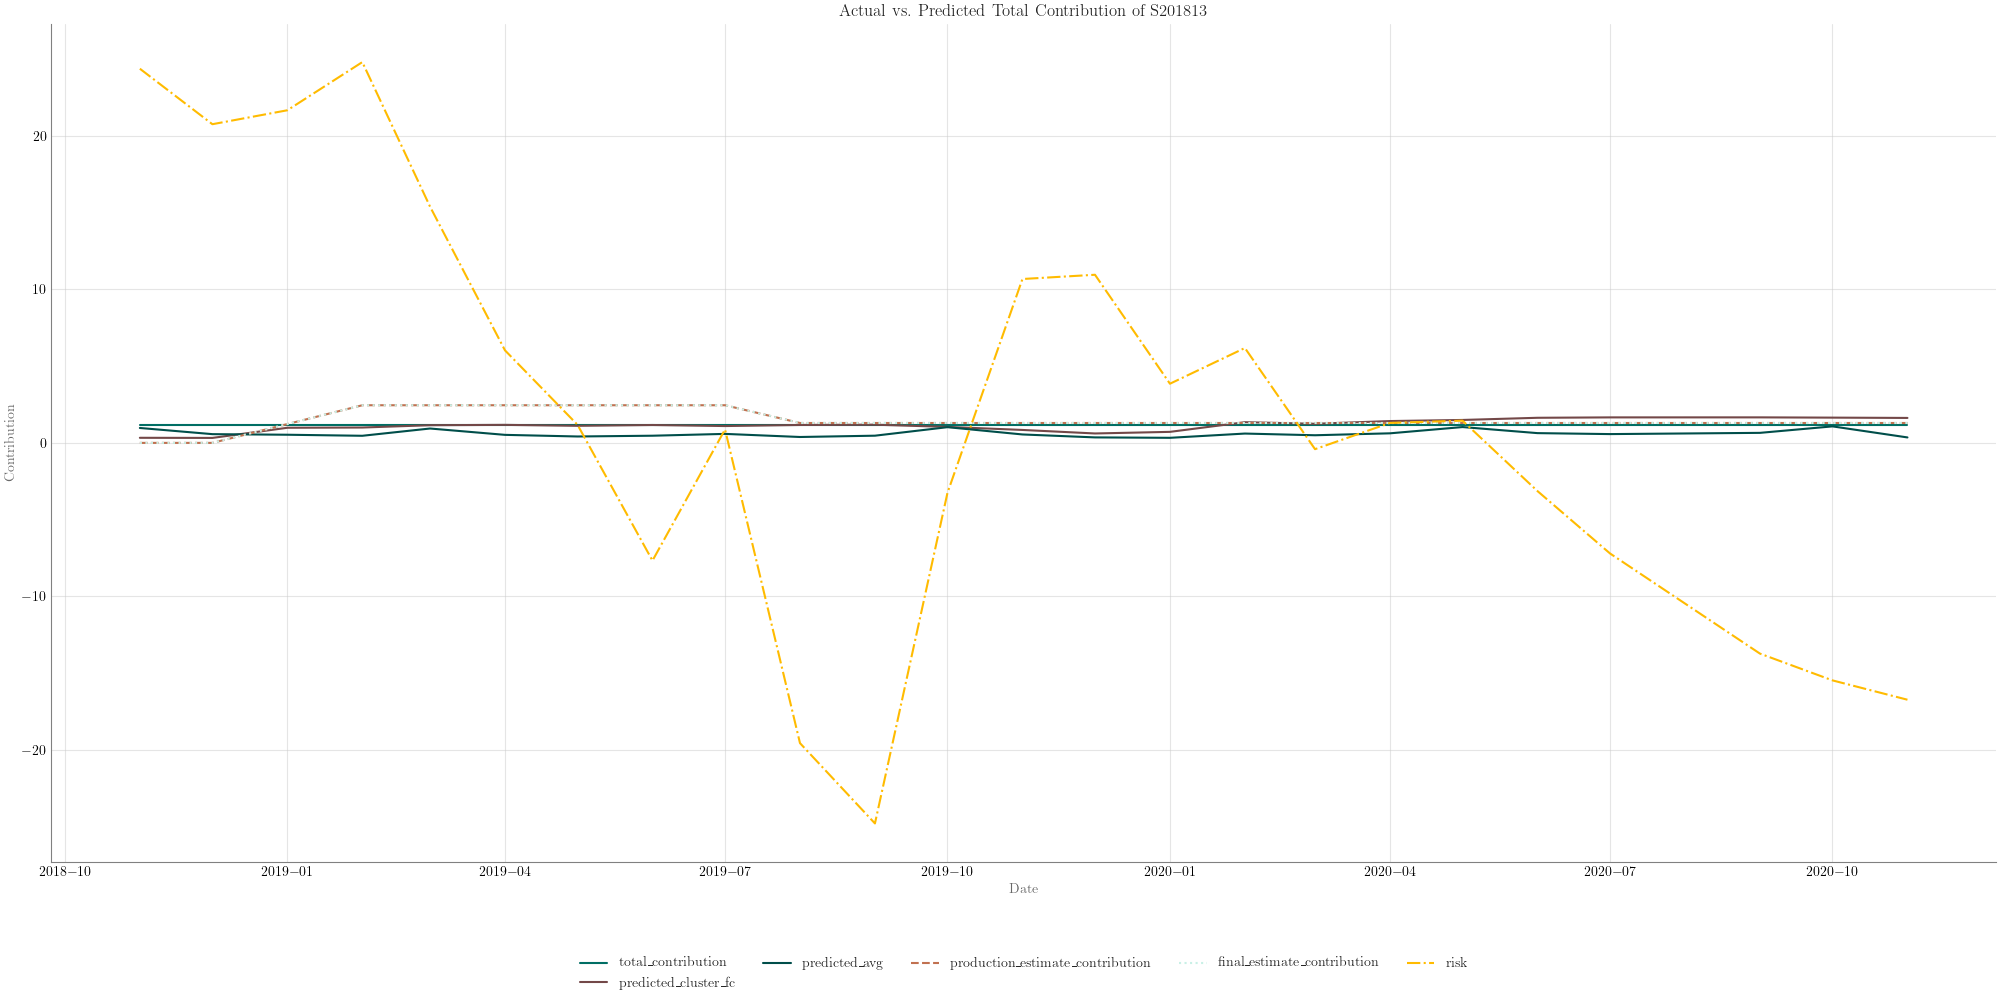 Actual vs. Predicted Total Contribution of S201813
20
10
0
−10
−20
Contribution
2018−10 2019−01 2019−04 2019−07 2019−10 2020−01 2020−04 2020−07 2020−10
Date
total_contribution predicted_avg production_estimate_contribution final_estimate_contribution risk
predicted_cluster_fc